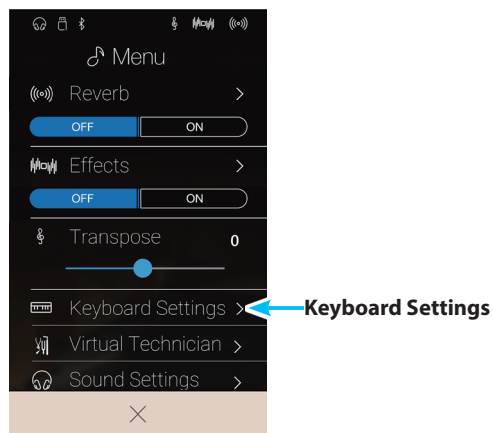 Menu
Reverb
OFF ON
Effects
OFF ON
Transpose 0
Keyboard Settings
Keyboard Settings
Virtual Technician
Sound Settings